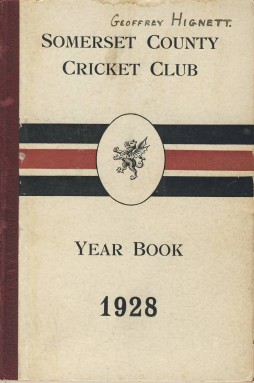 GEOFFREY HIGNETT.
SOMERSET COUNTY
CRICKET CLUB
YEAR BOOK
1928